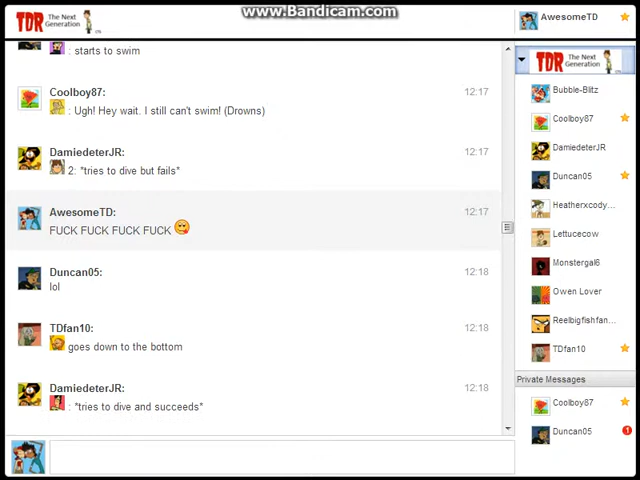 www.Bandicam.com
TDR The Next Generation
AwesomeTD
: starts to swim
Coolboy87: 12:17
: Ugh! Hey wait. I still can't swim! (Drowns)
DamiedeterJR: 12:17
2: *tries to dive but fails*
AwesomeTD: 12:17
FUCK FUCK FUCK FUCK
Duncan05: 12:18
lol
TDfan10: 12:18
goes down to the bottom
DamiedeterJR: 12:18
: *tries to dive and succeeds*
TDR The Next Generation
Bubble-Blitz
Coolboy87
DamiedeterJR
Duncan05
Heatherxcody...
Lettucecow
Monstergal6
Owen Lover
Reelbigfishfan...
TDfan10
Private Messages
Coolboy87
Duncan05 1